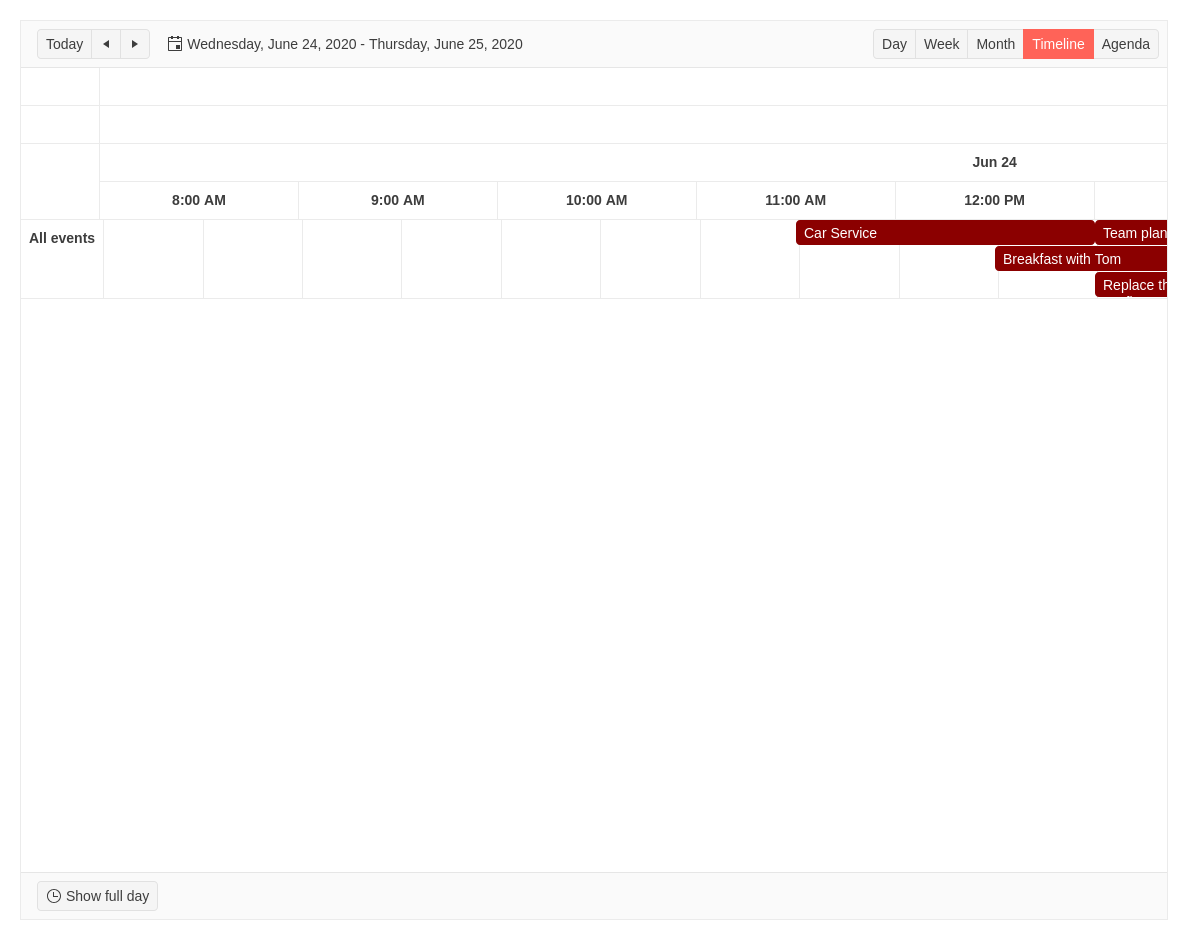 Today Wednesday, June 24, 2020 - Thursday, June 25, 2020 Day Week Month Timeline Agenda
Jun 24
8:00 AM 9:00 AM 10:00 AM 11:00 AM 12:00 PM
All events
Car Service Team plan
Breakfast with Tom
Replace th
Show full day